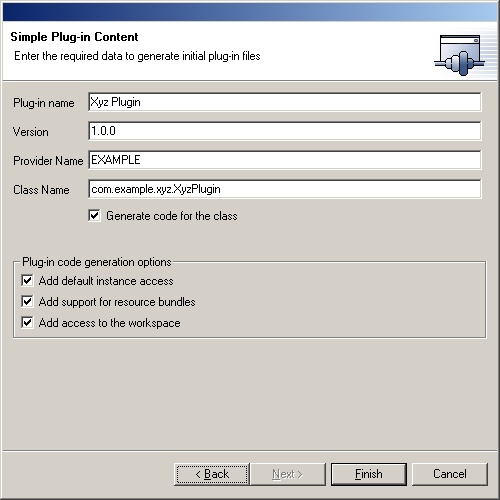 Simple Plug-in Content
Enter the required data to generate initial plug-in files
Plug-in name Xyz Plugin
Version 1.0.0
Provider Name EXAMPLE
Class Name com.example.xyz.XyzPlugin
Generate code for the class
Plug-in code generation options
Add default instance access
Add support for resource bundles
Add access to the workspace
< Back Next > Finish Cancel